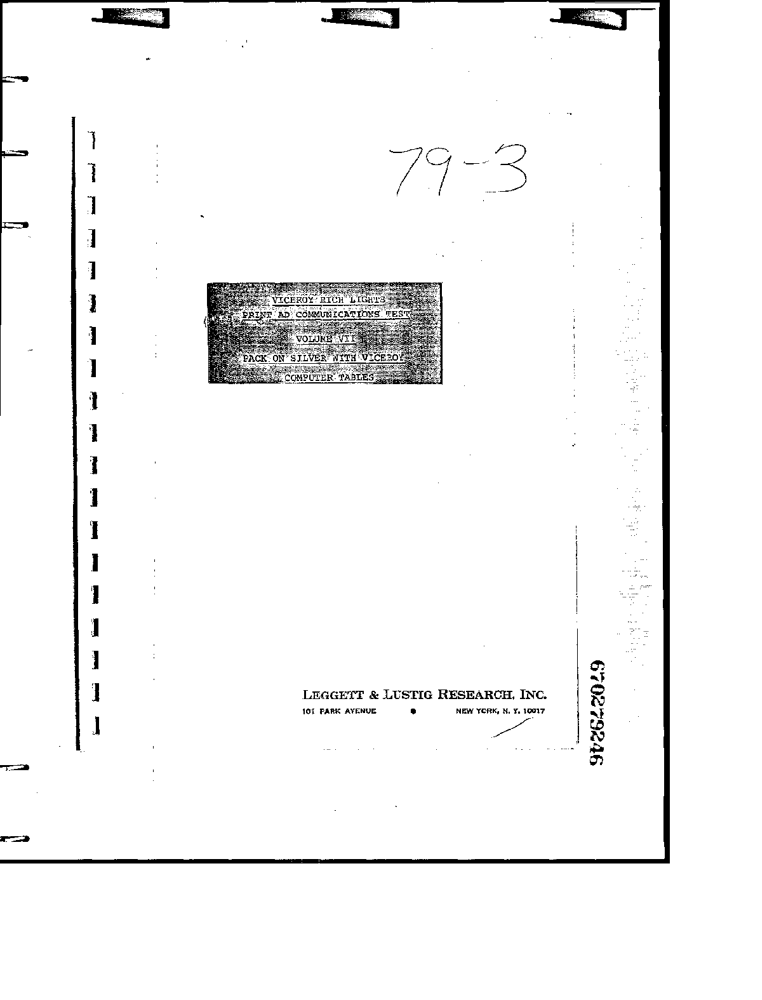 79-3
VICEROY RICH LIGHTS
PRINT AD COMMUNICATIONS TEST
VOLUME VII
PACK ON SILVER WITH VICEROY
COMPUTER TABLES
LEGGETT & LUSTIG RESEARCH, INC.
101 PARK AVENUE • NEW YORK, N. Y. 10017
670279246